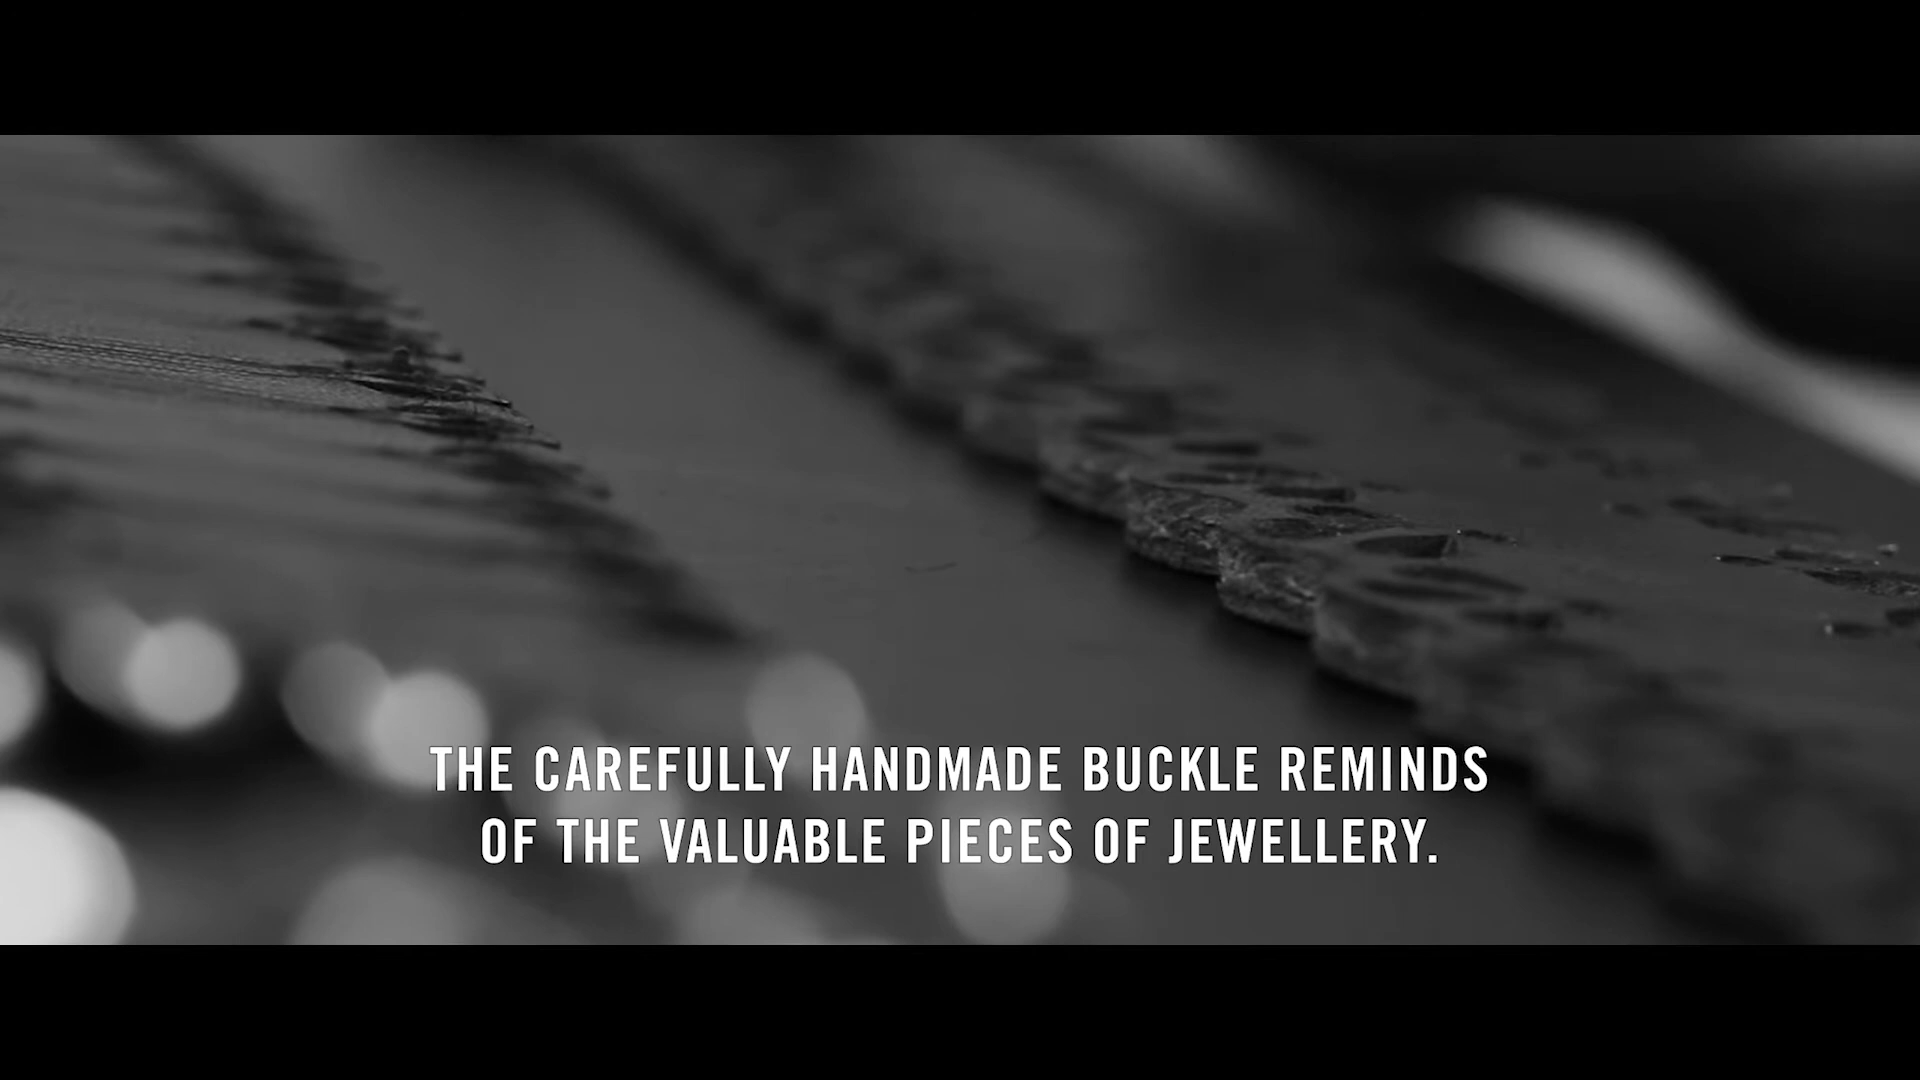 THE CAREFULLY HANDMADE BUCKLE REMINDS
OF THE VALUABLE PIECES OF JEWELLERY.